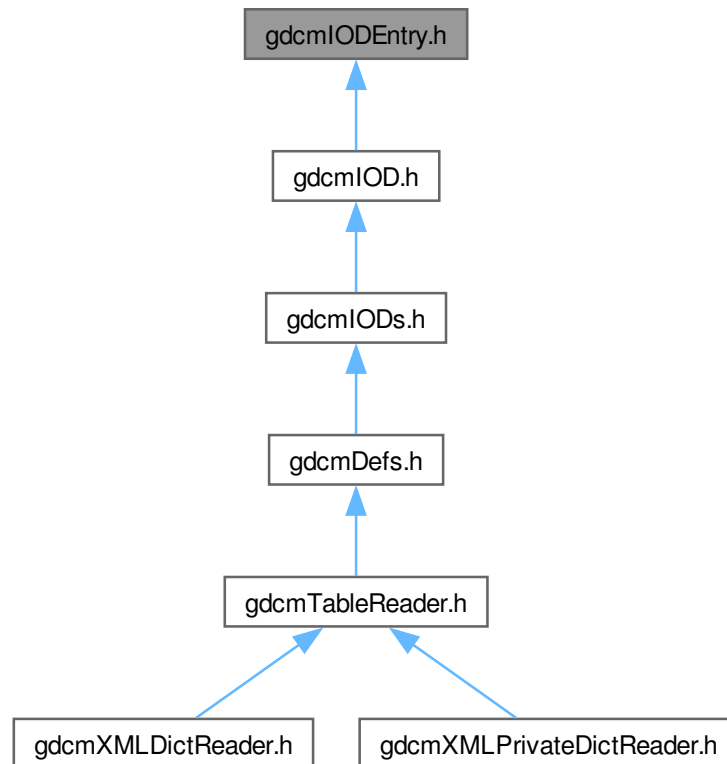 gdcmIODEntry.h
gdcmIOD.h
gdcmIODs.h
gdcmDefs.h
gdcmTableReader.h
gdcmXMLDictReader.h
gdcmXMLPrivateDictReader.h